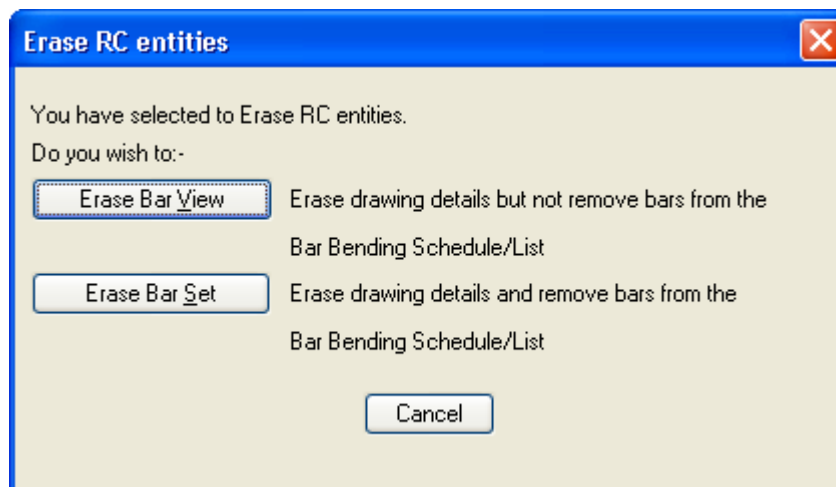 Erase RC entities
You have selected to Erase RC entities.
Do you wish to:-
Erase Bar View Erase drawing details but not remove bars from the
Bar Bending Schedule/List
Erase Bar Set Erase drawing details and remove bars from the
Bar Bending Schedule/List
Cancel